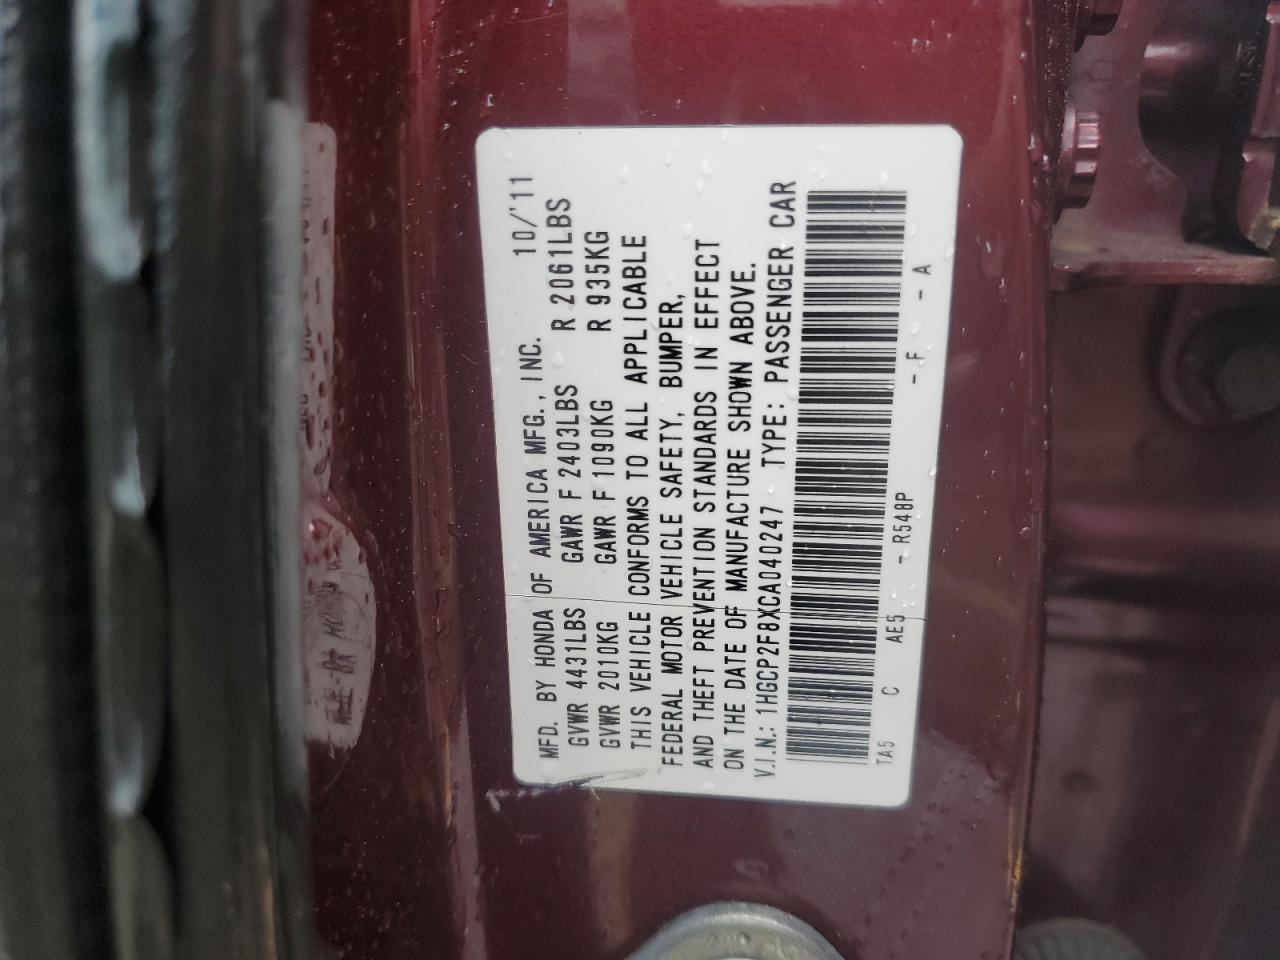 MFD. BY HONDA OF AMERICA MFG., INC. 10/'11
GVWR 4431LBS GAWR F 2403LBS R 2061LBS
GVWR 2010KG GAWR F 1090KG R 935KG
THIS VEHICLE CONFORMS TO ALL APPLICABLE
FEDERAL MOTOR VEHICLE SAFETY, BUMPER,
AND THEFT PREVENTION STANDARDS IN EFFECT
ON THE DATE OF MANUFACTURE SHOWN ABOVE.
V.I.N.: 1HGCP2F8XCA040247 TYPE: PASSENGER CAR
TA5 C AE5 - R548P - F - A